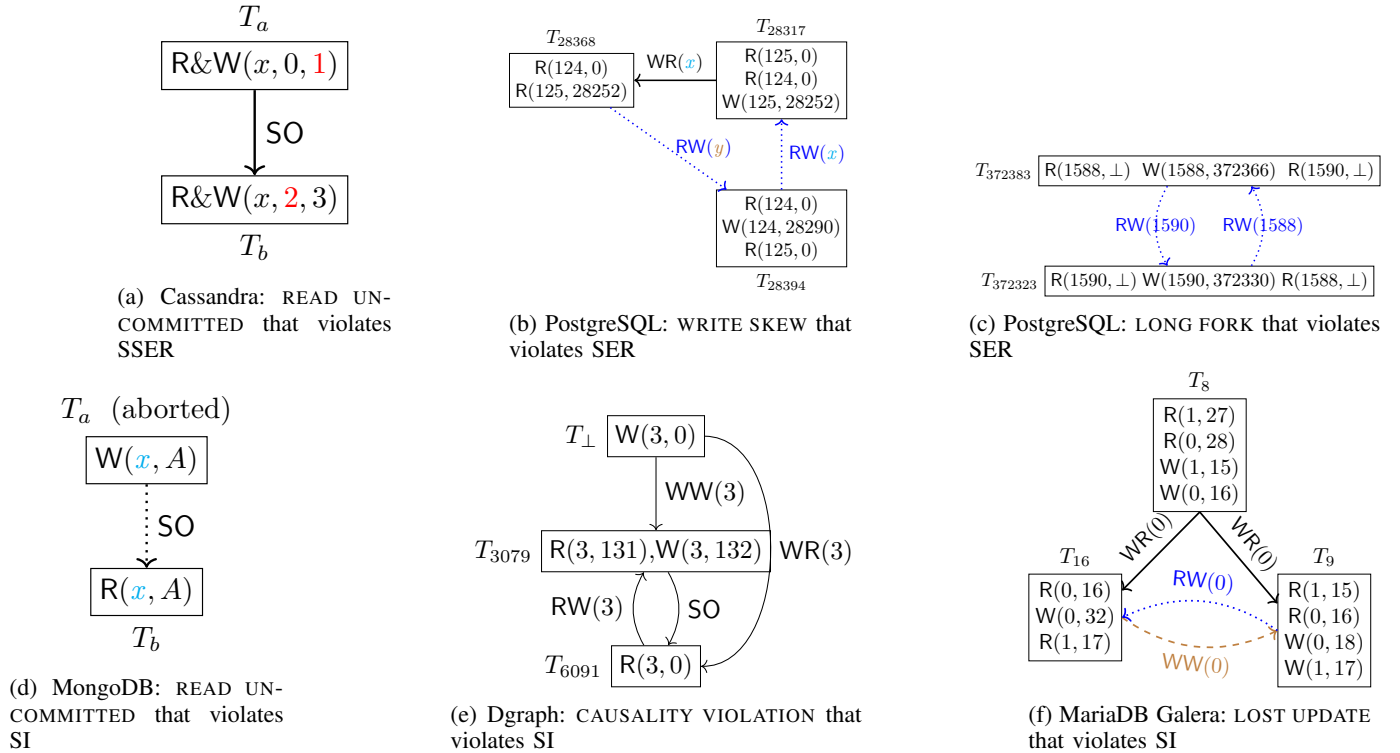 T_a
R&W(x, 0, 1)
SO
R&W(x, 2, 3)
T_b
(a) Cassandra: READ UN-
COMMITTED that violates
SSER
T_28368
R(124, 0)
R(125, 28252)
WR(x)
T_28317
R(125, 0)
R(124, 0)
W(125, 28252)
RW(y)
RW(x)
R(124, 0)
W(124, 28290)
R(125, 0)
T_28394
(b) PostgreSQL: WRITE SKEW that
violates SER
T_372383 R(1588, ⊥) W(1588, 372366) R(1590, ⊥)
RW(1590) RW(1588)
T_372323 R(1590, ⊥) W(1590, 372330) R(1588, ⊥)
(c) PostgreSQL: LONG FORK that violates
SER
T_a (aborted)
W(x, A)
SO
R(x, A)
T_b
(d) MongoDB: READ UN-
COMMITTED that violates
SI
T_⊥ W(3, 0)
WW(3)
T_3079 R(3, 131),W(3, 132) WR(3)
RW(3) SO
T_6091 R(3, 0)
(e) Dgraph: CAUSALITY VIOLATION that
violates SI
T_8
R(1, 27)
R(0, 28)
W(1, 15)
W(0, 16)
WR(0) WR(0)
T_16
R(0, 16)
W(0, 32)
R(1, 17)
RW(0)
WW(0)
T_9
R(1, 15)
R(0, 16)
W(0, 18)
W(1, 17)
(f) MariaDB Galera: LOST UPDATE
that violates SI